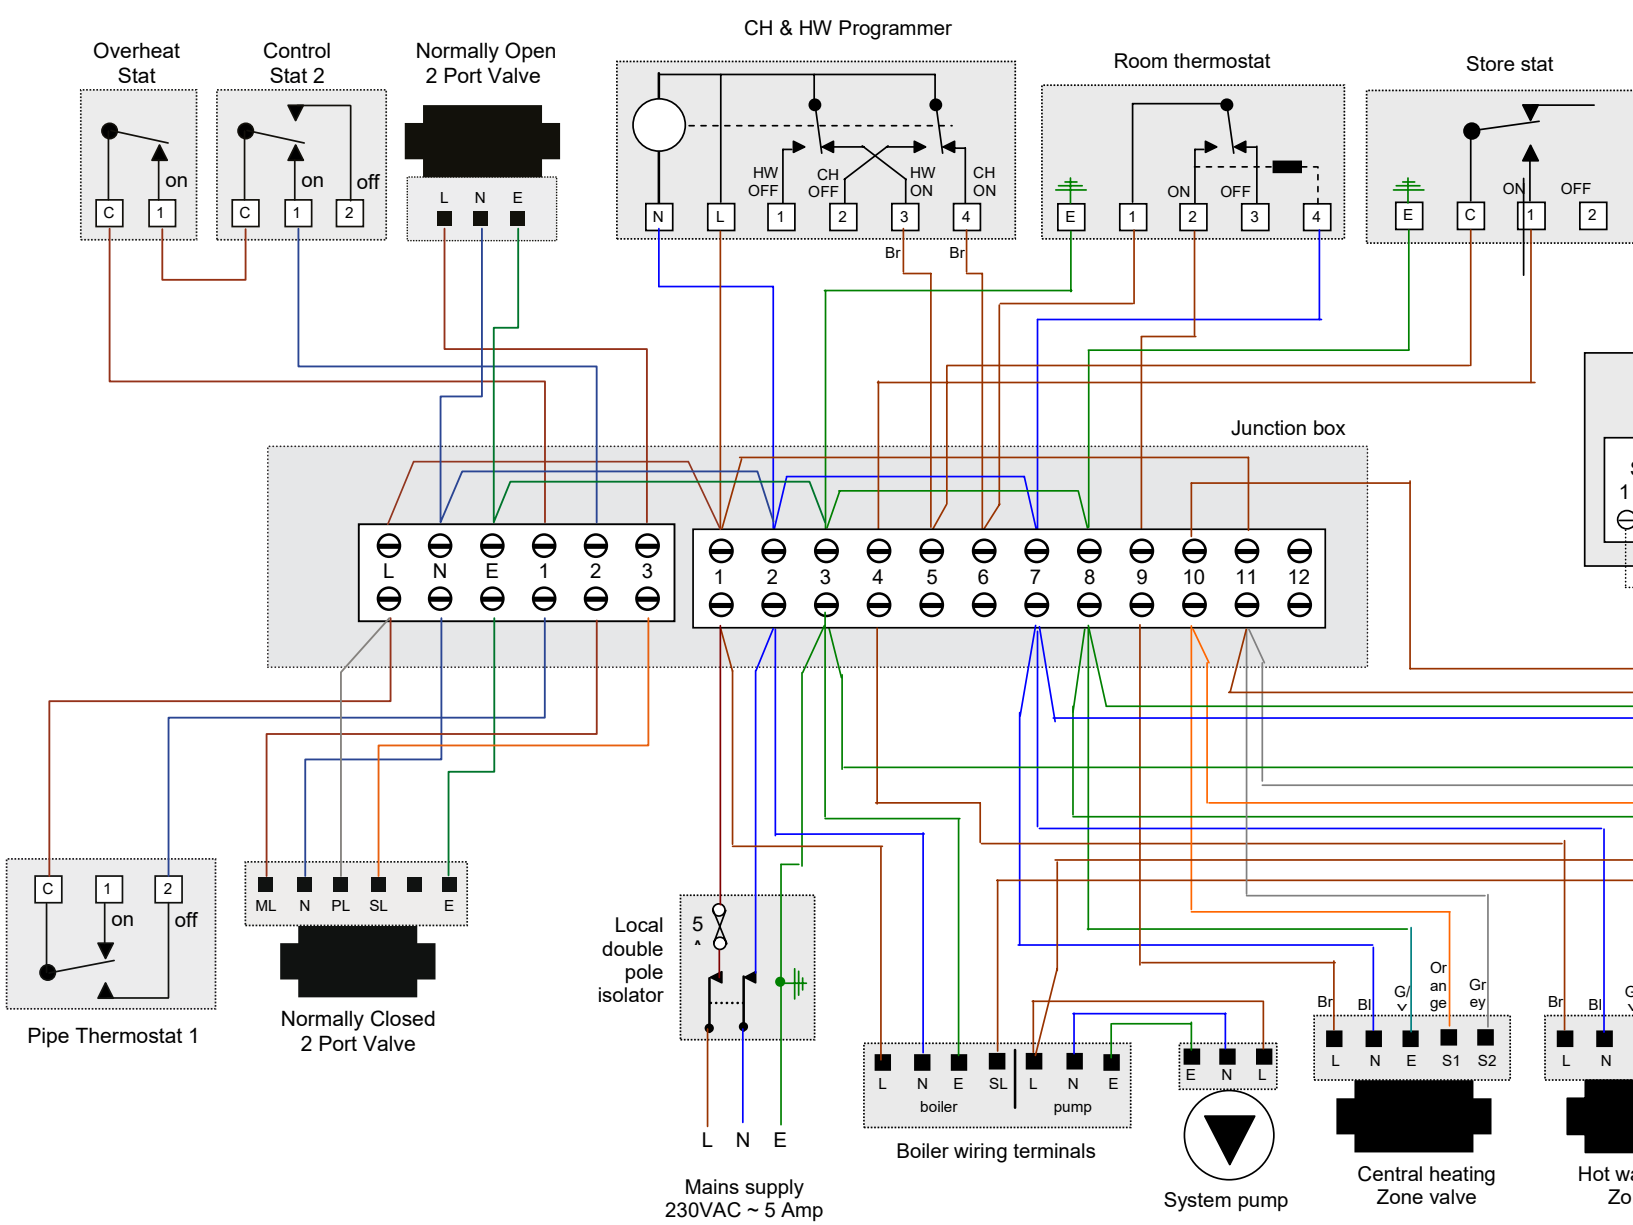 CH & HW Programmer
Overheat
Stat
Control
Stat 2
Normally Open
2 Port Valve
Room thermostat
Store stat
on
on
off
C
1
C
1
2
L N E
HW
OFF
CH
OFF
HW
ON
CH
ON
N
L
1
2
3
4
Br
Br
ON
OFF
E
1
2
3
4
ON
OFF
E
C
1
2
Junction box
1
L N E 1 2 3
1 2 3 4 5 6 7 8 9 10 11 12
C
1
2
on
off
Pipe Thermostat 1
ML N PL SL E
Normally Closed
2 Port Valve
Local
double
pole
isolator
5
L N E
Mains supply
230VAC ~ 5 Amp
L N E SL L N E
boiler
pump
Boiler wiring terminals
E N L
System pump
Br
Bl
G/
Or
an
ge
Gr
ey
L N E S1 S2
Central heating
Zone valve
Br
Bl
L N
Hot